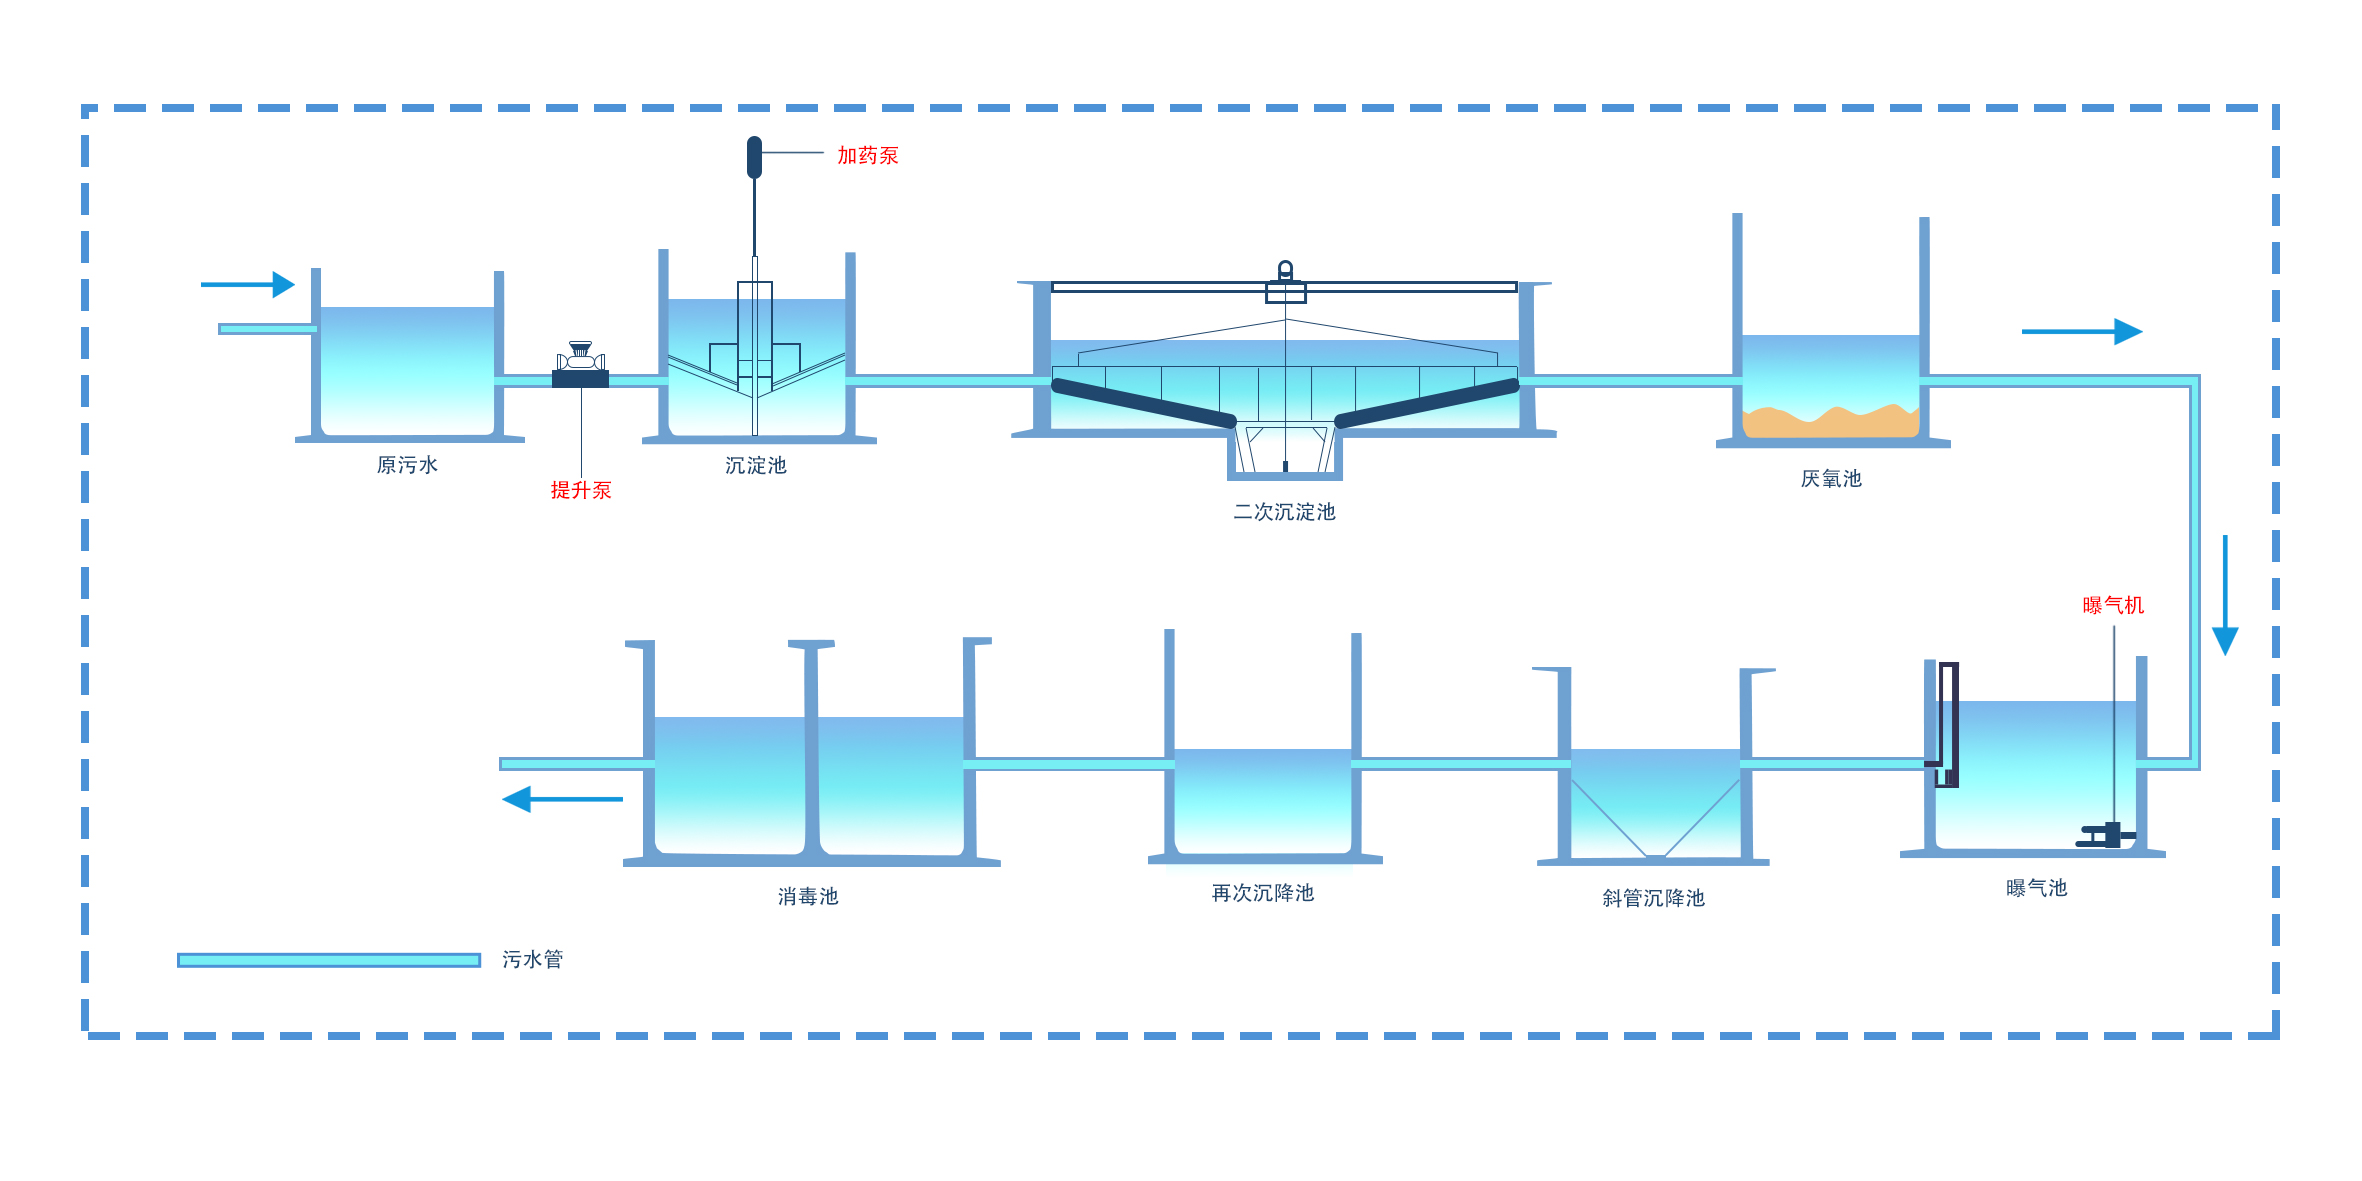 加药泵
原污水
提升泵
沉淀池
二次沉淀池
厌氧池
曝气机
消毒池
再次沉降池
斜管沉降池
曝气池
污水管